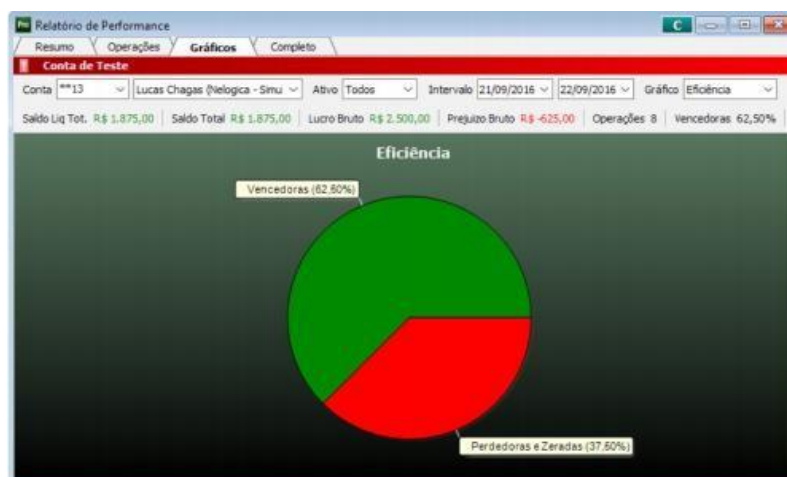 Relatório de Performance
Resumo Operações Gráficos Completo
Conta de Teste
Conta **13 Lucas Chagas (Nelogica - Simul Ativo Todos Intervalo 21/09/2016 22/09/2016 Gráfico Eficiência
Saldo Liq Tot. R$ 1.875,00 Saldo Total R$ 1.875,00 Lucro Bruto R$ 2.500,00 Prejuizo Bruto R$ -625,00 Operações 8 Vencedoras 62,50%
Eficiência
Vencedoras (62,50%)
Perdedoras e Zeradas (37,50%)